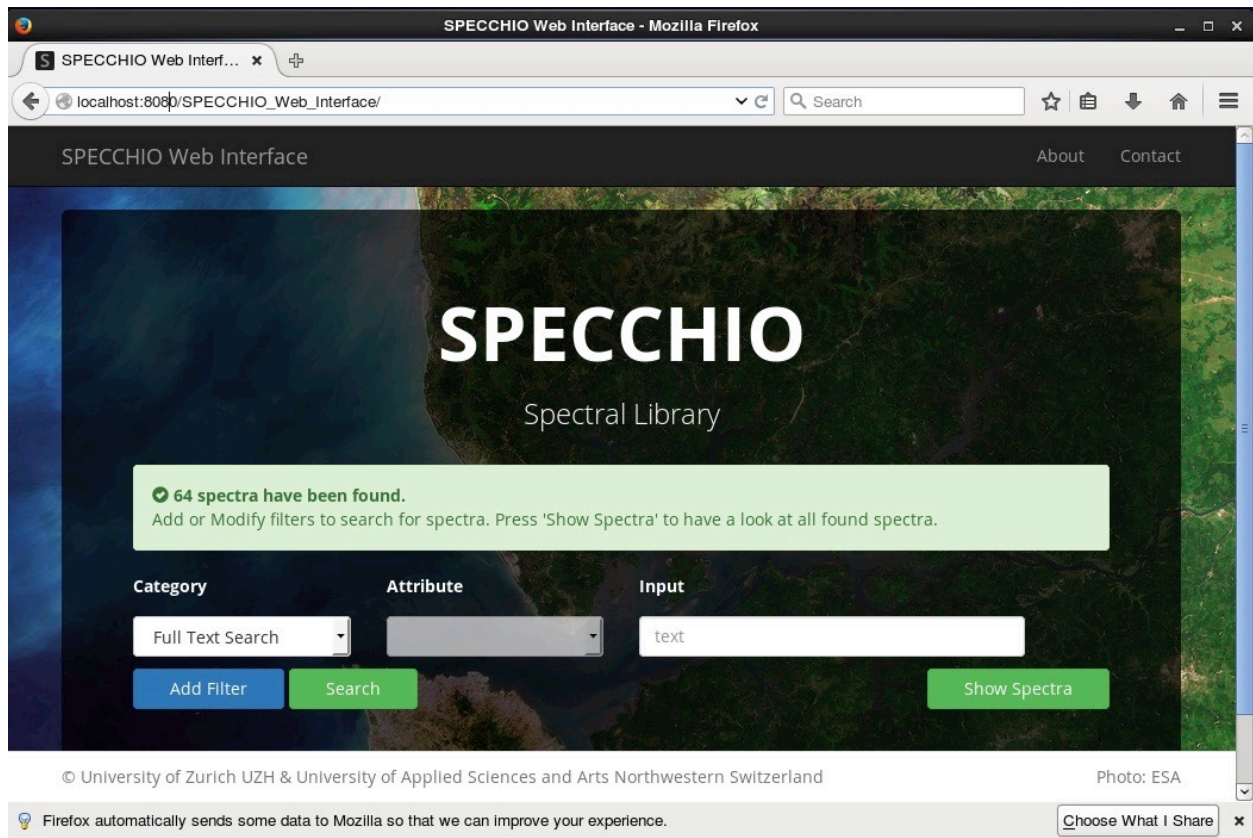 SPECCHIO Web Interface - Mozilla Firefox
S SPECCHIO Web Interf...
localhost:8080/SPECCHIO_Web_Interface/
Search
SPECCHIO Web Interface
About
Contact
SPECCHIO
Spectral Library
64 spectra have been found.
Add or Modify filters to search for spectra. Press 'Show Spectra' to have a look at all found spectra.
Category
Attribute
Input
Full Text Search
text
Add Filter
Search
Show Spectra
© University of Zurich UZH & University of Applied Sciences and Arts Northwestern Switzerland
Photo: ESA
Firefox automatically sends some data to Mozilla so that we can improve your experience.
Choose What I Share